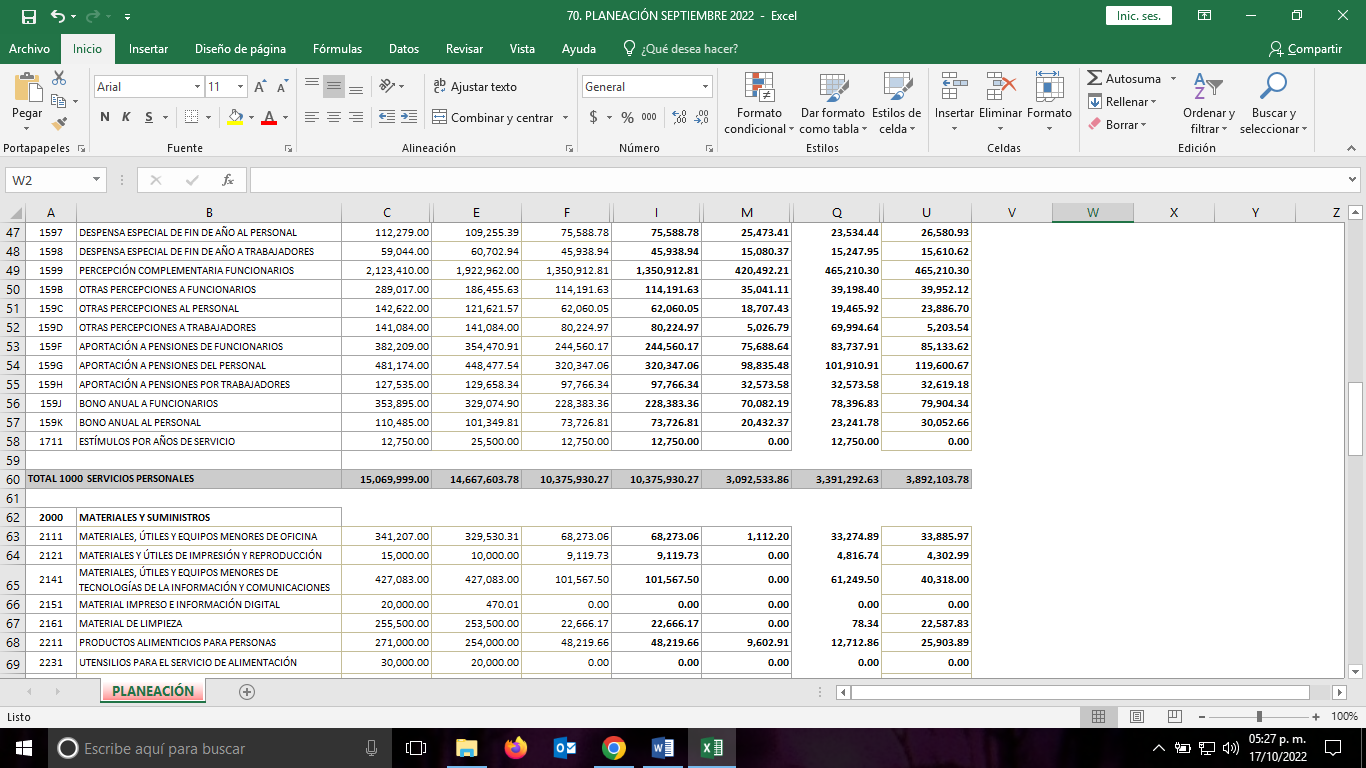 70. PLANEACIÓN SEPTIEMBRE 2022 - Excel
Inic. ses.
Archivo Inicio Insertar Diseño de página Fórmulas Datos Revisar Vista Ayuda ¿Qué desea hacer? Compartir
Pegar
Portapapeles
Arial 11
N K S
Fuente
Ajustar texto
Combinar y centrar
Alineación
General
$ % 000
Número
Formato condicional
Dar formato como tabla
Estilos de celda
Estilos
Insertar Eliminar Formato
Celdas
Autosuma
Rellenar
Borrar
Ordenar y filtrar
Buscar y seleccionar
Edición
W2 fx
A B C E F I M Q U V W X Y Z
47 1597 DESPENSA ESPECIAL DE FIN DE AÑO AL PERSONAL 112,279.00 109,255.39 75,588.78 75,588.78 25,473.41 23,534.44 26,580.93
48 1598 DESPENSA ESPECIAL DE FIN DE AÑO A TRABAJADORES 59,044.00 60,702.94 45,938.94 45,938.94 15,080.37 15,247.95 15,610.62
49 1599 PERCEPCIÓN COMPLEMENTARIA FUNCIONARIOS 2,123,410.00 1,922,962.00 1,350,912.81 1,350,912.81 420,492.21 465,210.30 465,210.30
50 159B OTRAS PERCEPCIONES A FUNCIONARIOS 289,017.00 186,455.63 114,191.63 114,191.63 35,041.11 39,198.40 39,952.12
51 159C OTRAS PERCEPCIONES AL PERSONAL 142,622.00 121,621.57 62,060.05 62,060.05 18,707.43 19,465.92 23,886.70
52 159D OTRAS PERCEPCIONES A TRABAJADORES 141,084.00 141,084.00 80,224.97 80,224.97 5,026.79 69,994.64 5,203.54
53 159F APORTACIÓN A PENSIONES DE FUNCIONARIOS 382,209.00 354,470.91 244,560.17 244,560.17 75,688.64 83,737.91 85,133.62
54 159G APORTACIÓN A PENSIONES DEL PERSONAL 481,174.00 448,477.54 320,347.06 320,347.06 98,835.48 101,910.91 119,600.67
55 159H APORTACIÓN A PENSIONES POR TRABAJADORES 127,535.00 129,658.34 97,766.34 97,766.34 32,573.58 32,573.58 32,619.18
56 159J BONO ANUAL A FUNCIONARIOS 353,895.00 329,074.90 228,383.36 228,383.36 70,082.19 78,396.83 79,904.34
57 159K BONO ANUAL AL PERSONAL 110,485.00 101,349.81 73,726.81 73,726.81 20,432.37 23,241.78 30,052.66
58 1711 ESTÍMULOS POR AÑOS DE SERVICIO 12,750.00 25,500.00 12,750.00 12,750.00 0.00 12,750.00 0.00
59
60 TOTAL 1000 SERVICIOS PERSONALES 15,069,999.00 14,667,603.78 10,375,930.27 10,375,930.27 3,092,533.86 3,391,292.63 3,892,103.78
61
62 2000 MATERIALES Y SUMINISTROS
63 2111 MATERIALES, ÚTILES Y EQUIPOS MENORES DE OFICINA 341,207.00 329,530.31 68,273.06 68,273.06 1,112.20 33,274.89 33,885.97
64 2121 MATERIALES Y ÚTILES DE IMPRESIÓN Y REPRODUCCIÓN 15,000.00 10,000.00 9,119.73 9,119.73 0.00 4,816.74 4,302.99
65 2141 MATERIALES, ÚTILES Y EQUIPOS MENORES DE
TECNOLOGÍAS DE LA INFORMACIÓN Y COMUNICACIONES 427,083.00 427,083.00 101,567.50 101,567.50 0.00 61,249.50 40,318.00
66 2151 MATERIAL IMPRESO E INFORMACIÓN DIGITAL 20,000.00 470.01 0.00 0.00 0.00 0.00 0.00
67 2161 MATERIAL DE LIMPIEZA 255,500.00 253,500.00 22,666.17 22,666.17 0.00 78.34 22,587.83
68 2211 PRODUCTOS ALIMENTICIOS PARA PERSONAS 271,000.00 254,000.00 48,219.66 48,219.66 9,602.91 12,712.86 25,903.89
69 2231 UTENSILIOS PARA EL SERVICIO DE ALIMENTACIÓN 30,000.00 20,000.00 0.00 0.00 0.00 0.00 0.00
PLANEACIÓN
Listo 100%
Escribe aquí para buscar
05:27 p. m.
17/10/2022